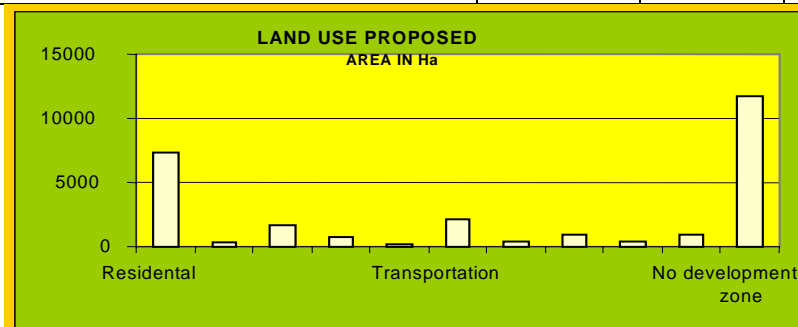 LAND USE PROPOSED
AREA IN Ha
15000
10000
5000
0
Residental
Transportation
No development
zone